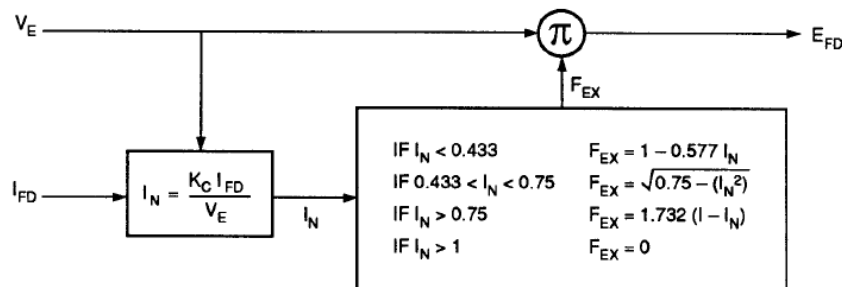 V_E
π
E_FD
F_EX
I_FD
I_N = K_C I_FD / V_E
I_N
IF I_N < 0.433 F_EX = 1 – 0.577 I_N
IF 0.433 < I_N < 0.75 F_EX = √0.75 – (I_N²)
IF I_N > 0.75 F_EX = 1.732 (I – I_N)
IF I_N > 1 F_EX = 0